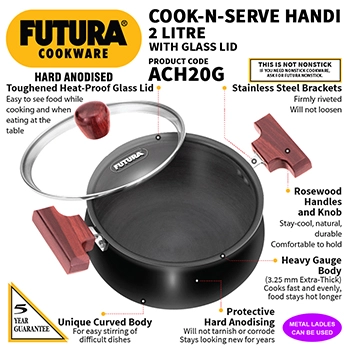 FUTURA®
COOKWARE
HARD ANODISED
COOK-N-SERVE HANDI
2 LITRE
WITH GLASS LID
PRODUCT CODE
ACH20G
THIS IS NOT NONSTICK
IF YOU NEED NONSTICK COOKWARE,
ASK FOR FUTURA NONSTICK.
Toughened Heat-Proof Glass Lid
Easy to see food while
cooking and when
eating at the
table
Stainless Steel Brackets
Firmly riveted
Will not loosen
FUTURA®
Rosewood
Handles
and Knob
Stay-cool, natural,
durable
Comfortable to hold
Heavy Gauge
Body
(3.25 mm Extra-Thick)
Cooks fast and evenly,
food stays hot longer
5
YEAR
GUARANTEE
Unique Curved Body
For easy stirring of
difficult dishes
Protective
Hard Anodising
Will not tarnish or corrode
Stays looking new for years
METAL LADLES
CAN BE USED